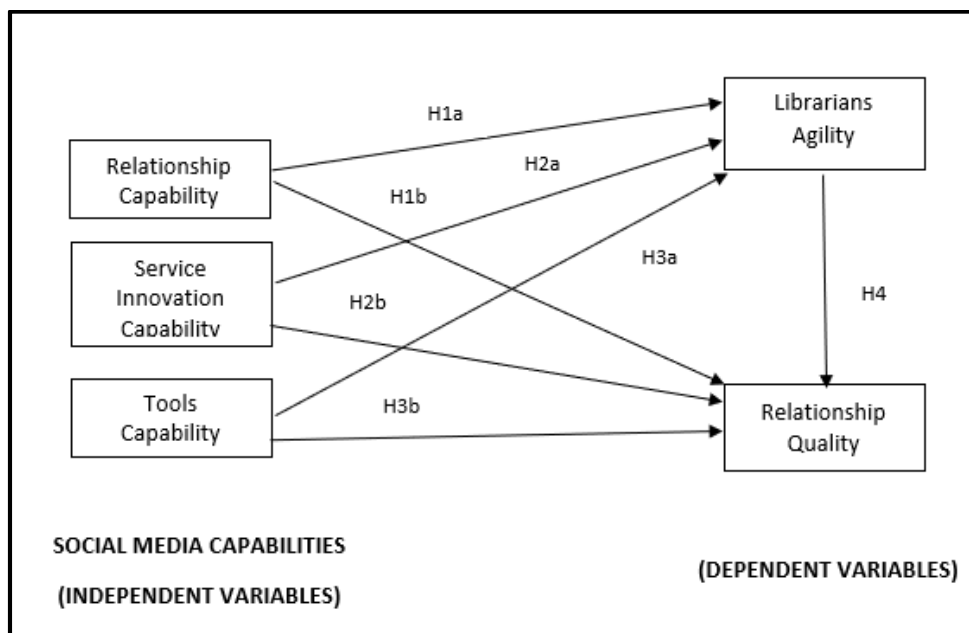 H1a
Librarians
Agility
Relationship
Capability
H2a
H1b
Service
Innovation
Capability
H3a
H2b
H4
Tools
Capability
H3b
Relationship
Quality
SOCIAL MEDIA CAPABILITIES
(INDEPENDENT VARIABLES)
(DEPENDENT VARIABLES)